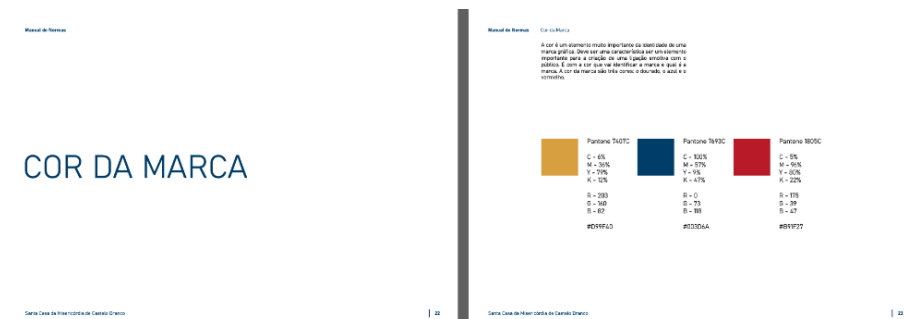 Manual de Normas
COR DA MARCA
Santa Casa da Misericórdia de Castelo Branco
22
Manual de Normas
Cor da Marca
A cor é um elemento muito importante da identidade de uma
marca gráfica. Deve ser uma característica ser um elemento
importante para a criação de uma ligação emotiva com o
público. É com a cor que vai identificar a marca e qual é a
marca. A cor da marca são três cores: o dourado, o azul e o
vermelho.
Pantone 7407C
C - 6%
M - 36%
Y - 79%
K - 12%
R - 203
G - 160
B - 82
#D99F40
Pantone 7693C
C - 100%
M - 57%
Y - 9%
K - 47%
R - 0
G - 73
B - 118
#003D6A
Pantone 1805C
C - 5%
M - 96%
Y - 80%
K - 22%
R - 175
G - 39
B - 47
#B91F27
Santa Casa da Misericórdia de Castelo Branco
23